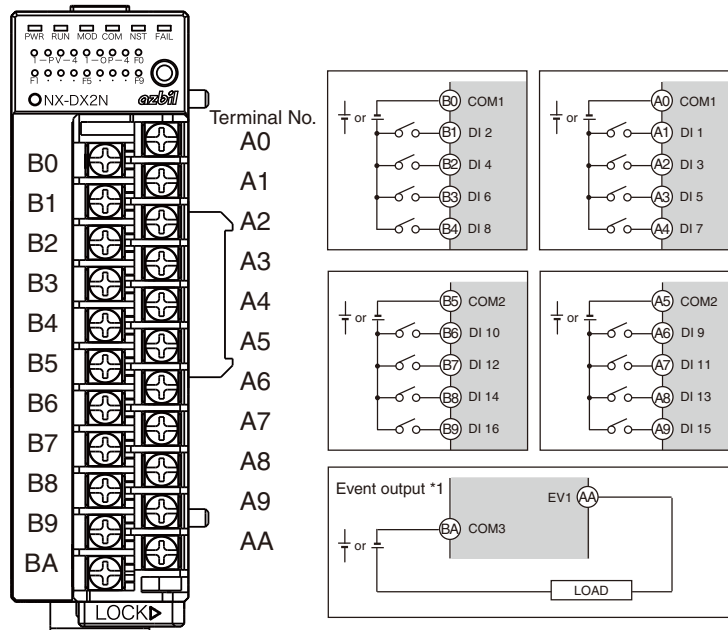 PWR RUN MOD COM NST FAIL
1-PV-4 1-OP-4 F0
F1 · · · F5 · · · F9
NX-DX2N azbil
Terminal No.
A0
A1
A2
A3
A4
A5
A6
A7
A8
A9
AA
B0
B1
B2
B3
B4
B5
B6
B7
B8
B9
BA
LOCK
or
B0 COM1
B1 DI 2
B2 DI 4
B3 DI 6
B4 DI 8
or
A0 COM1
A1 DI 1
A2 DI 3
A3 DI 5
A4 DI 7
or
B5 COM2
B6 DI 10
B7 DI 12
B8 DI 14
B9 DI 16
or
A5 COM2
A6 DI 9
A7 DI 11
A8 DI 13
A9 DI 15
Event output *1
EV1 AA
BA COM3
or
LOAD